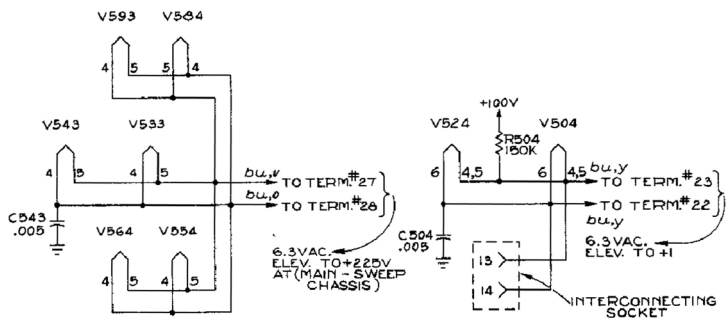 V593
V584
4
5
5
4
V543
V533
4
5
4
5
bu,v
TO TERM.#27
bu,o
TO TERM.#28
C543
.005
V564
V554
4
5
4
5
6.3VAC.
ELEV. TO+225V
AT(MAIN-SWEEP
CHASSIS)
+100V
V524
V504
R504
150K
6
4,5
6
4,5
bu,y
TO TERM.#23
TO TERM.#22
bu,y
C504
.005
6.3VAC.
ELEV. TO +1
13
14
INTERCONNECTING
SOCKET